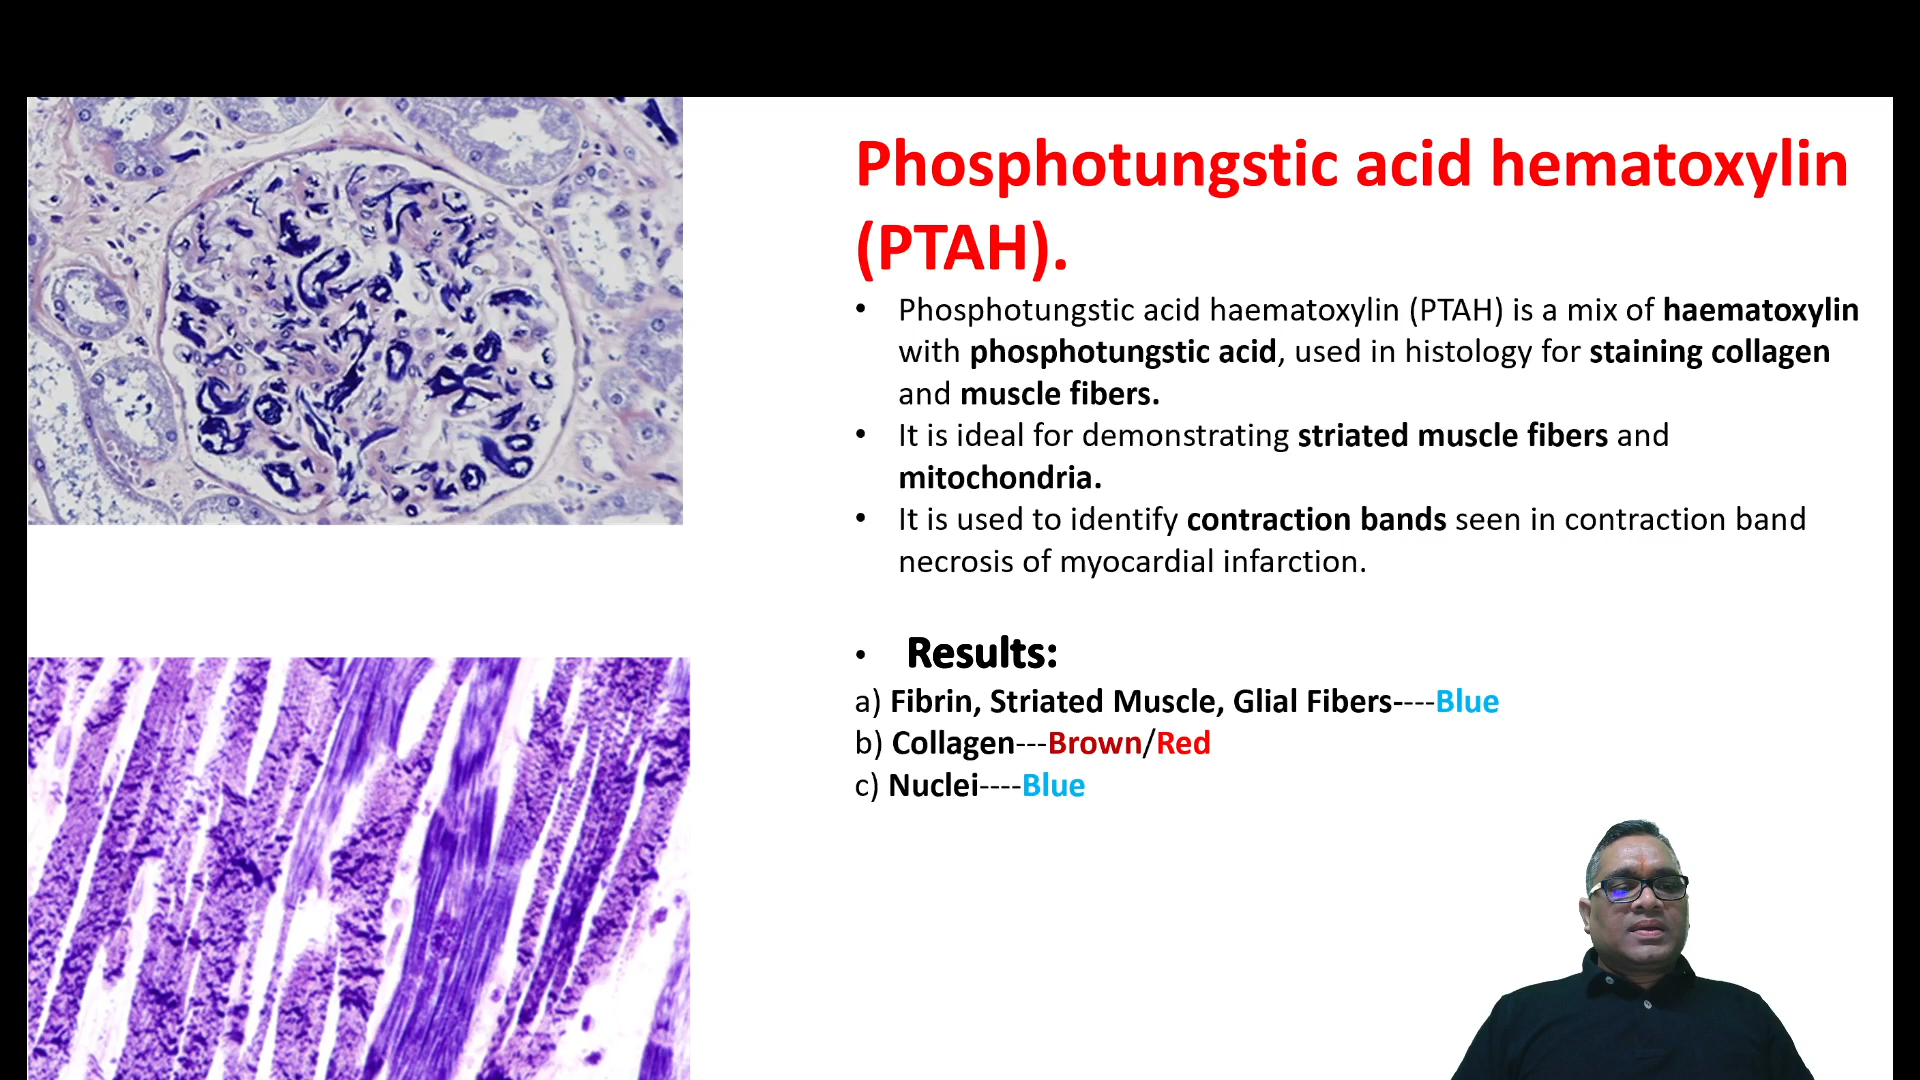 Phosphotungstic acid hematoxylin
(PTAH).
• Phosphotungstic acid haematoxylin (PTAH) is a mix of haematoxylin
with phosphotungstic acid, used in histology for staining collagen
and muscle fibers.
• It is ideal for demonstrating striated muscle fibers and
mitochondria.
• It is used to identify contraction bands seen in contraction band
necrosis of myocardial infarction.
• Results:
a) Fibrin, Striated Muscle, Glial Fibers----Blue
b) Collagen---Brown/Red
c) Nuclei----Blue